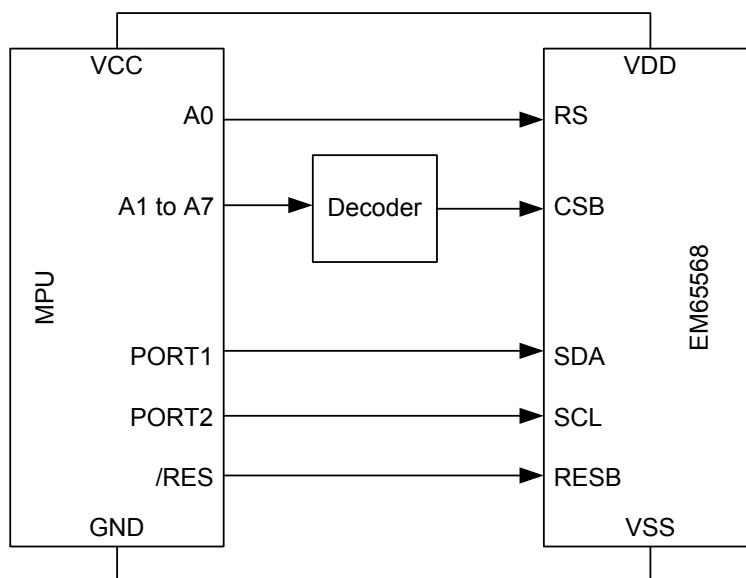 VCC
VDD
A0
RS
A1 to A7
Decoder
CSB
MPU
EM65568
PORT1
SDA
PORT2
SCL
/RES
RESB
GND
VSS